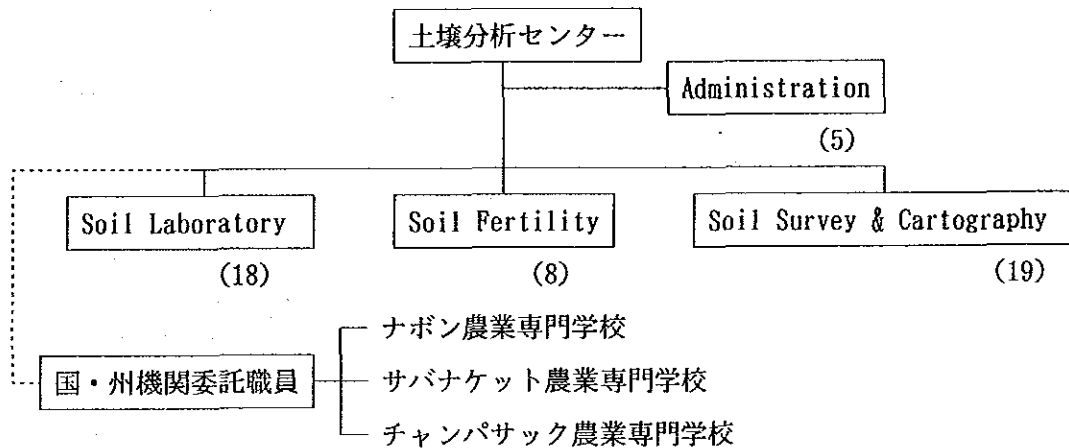 土壌分析センター
Administration
(5)
Soil Laboratory
Soil Fertility
Soil Survey & Cartography
(18)
(8)
(19)
ナボン農業専門学校
国・州機関委託職員
サバナケット農業専門学校
チャンパサック農業専門学校